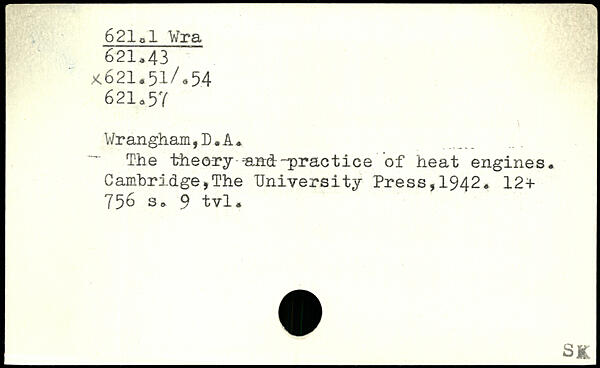 621.1 Wra
621.43
x621.51/.54
621.57
Wrangham,D.A.
The theory and practice of heat engines.
Cambridge,The University Press,1942. 12+
756 s. 9 tvl.
SK